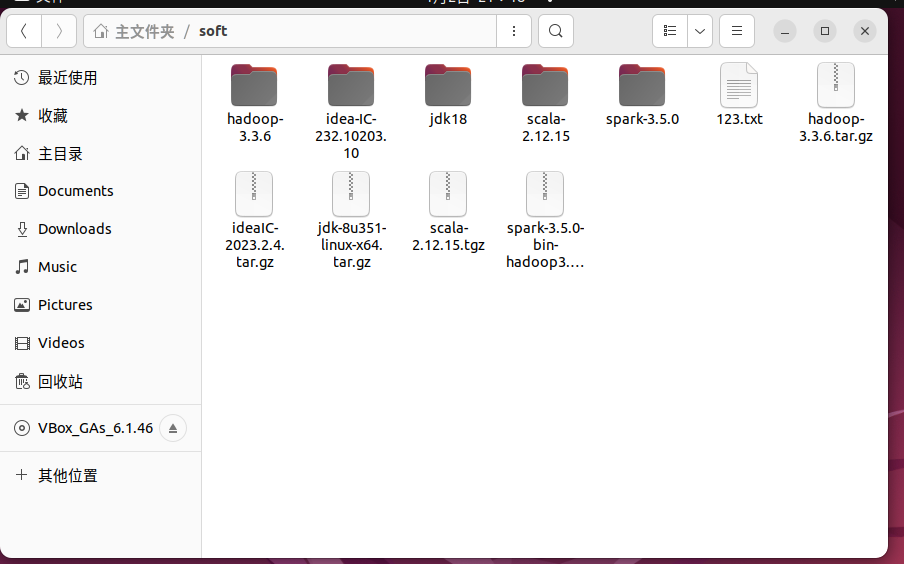 主文件夹 / soft
最近使用
收藏
主目录
Documents
Downloads
Music
Pictures
Videos
回收站
VBox_GAs_6.1.46
其他位置
hadoop-
3.3.6
idea-IC-
232.10203.
10
jdk18
scala-
2.12.15
spark-3.5.0
123.txt
hadoop-
3.3.6.tar.gz
ideaIC-
2023.2.4.
tar.gz
jdk-8u351-
linux-x64.
tar.gz
scala-
2.12.15.tgz
spark-3.5.0-
bin-
hadoop3.…